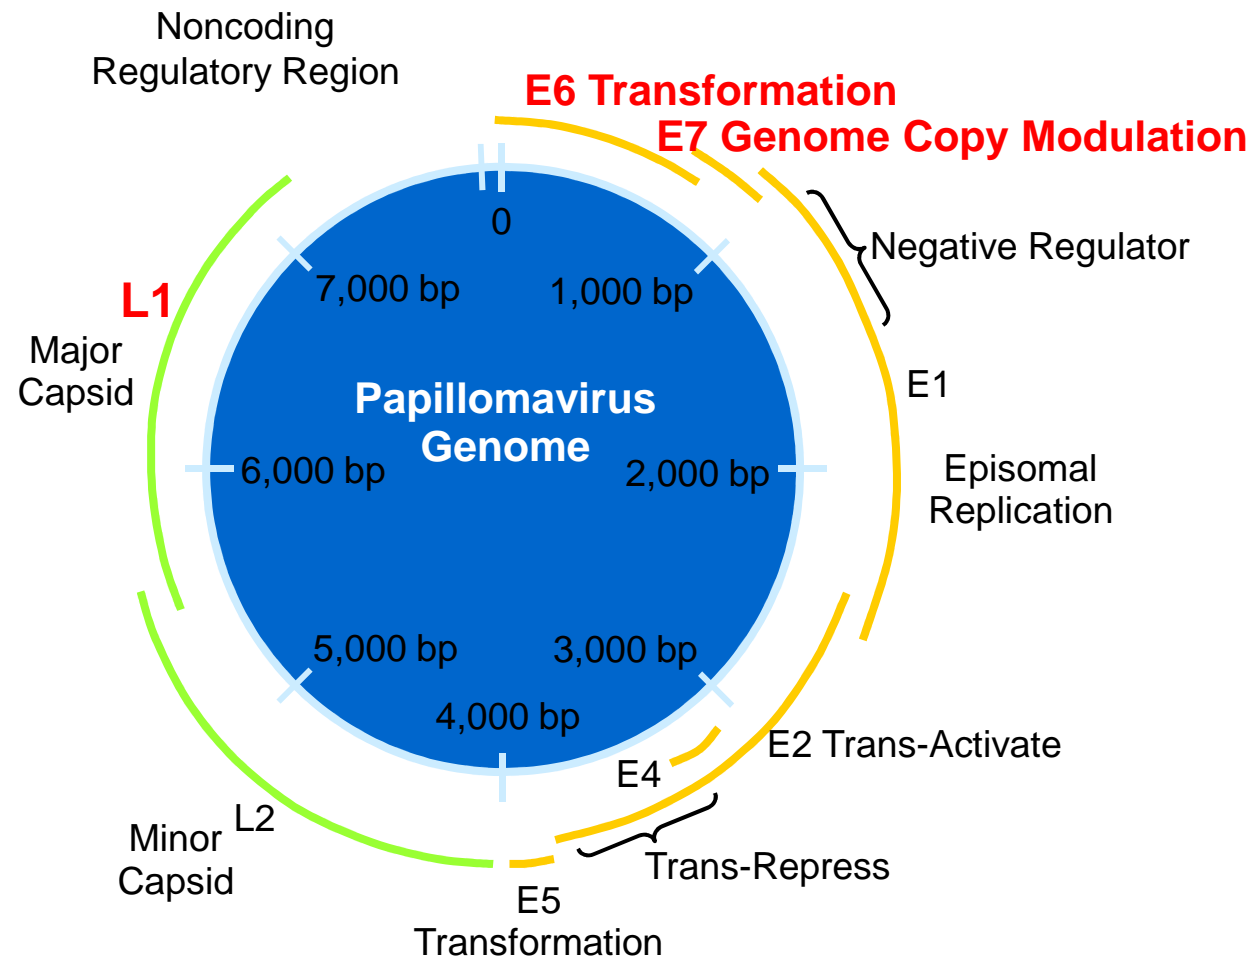 Noncoding
Regulatory Region
E6 Transformation
E7 Genome Copy Modulation
0
Negative Regulator
7,000 bp
1,000 bp
L1
Major
Capsid
E1
Papillomavirus
Genome
6,000 bp
2,000 bp
Episomal
Replication
5,000 bp
3,000 bp
4,000 bp
E2 Trans-Activate
E4
L2
Minor
Capsid
Trans-Repress
E5
Transformation